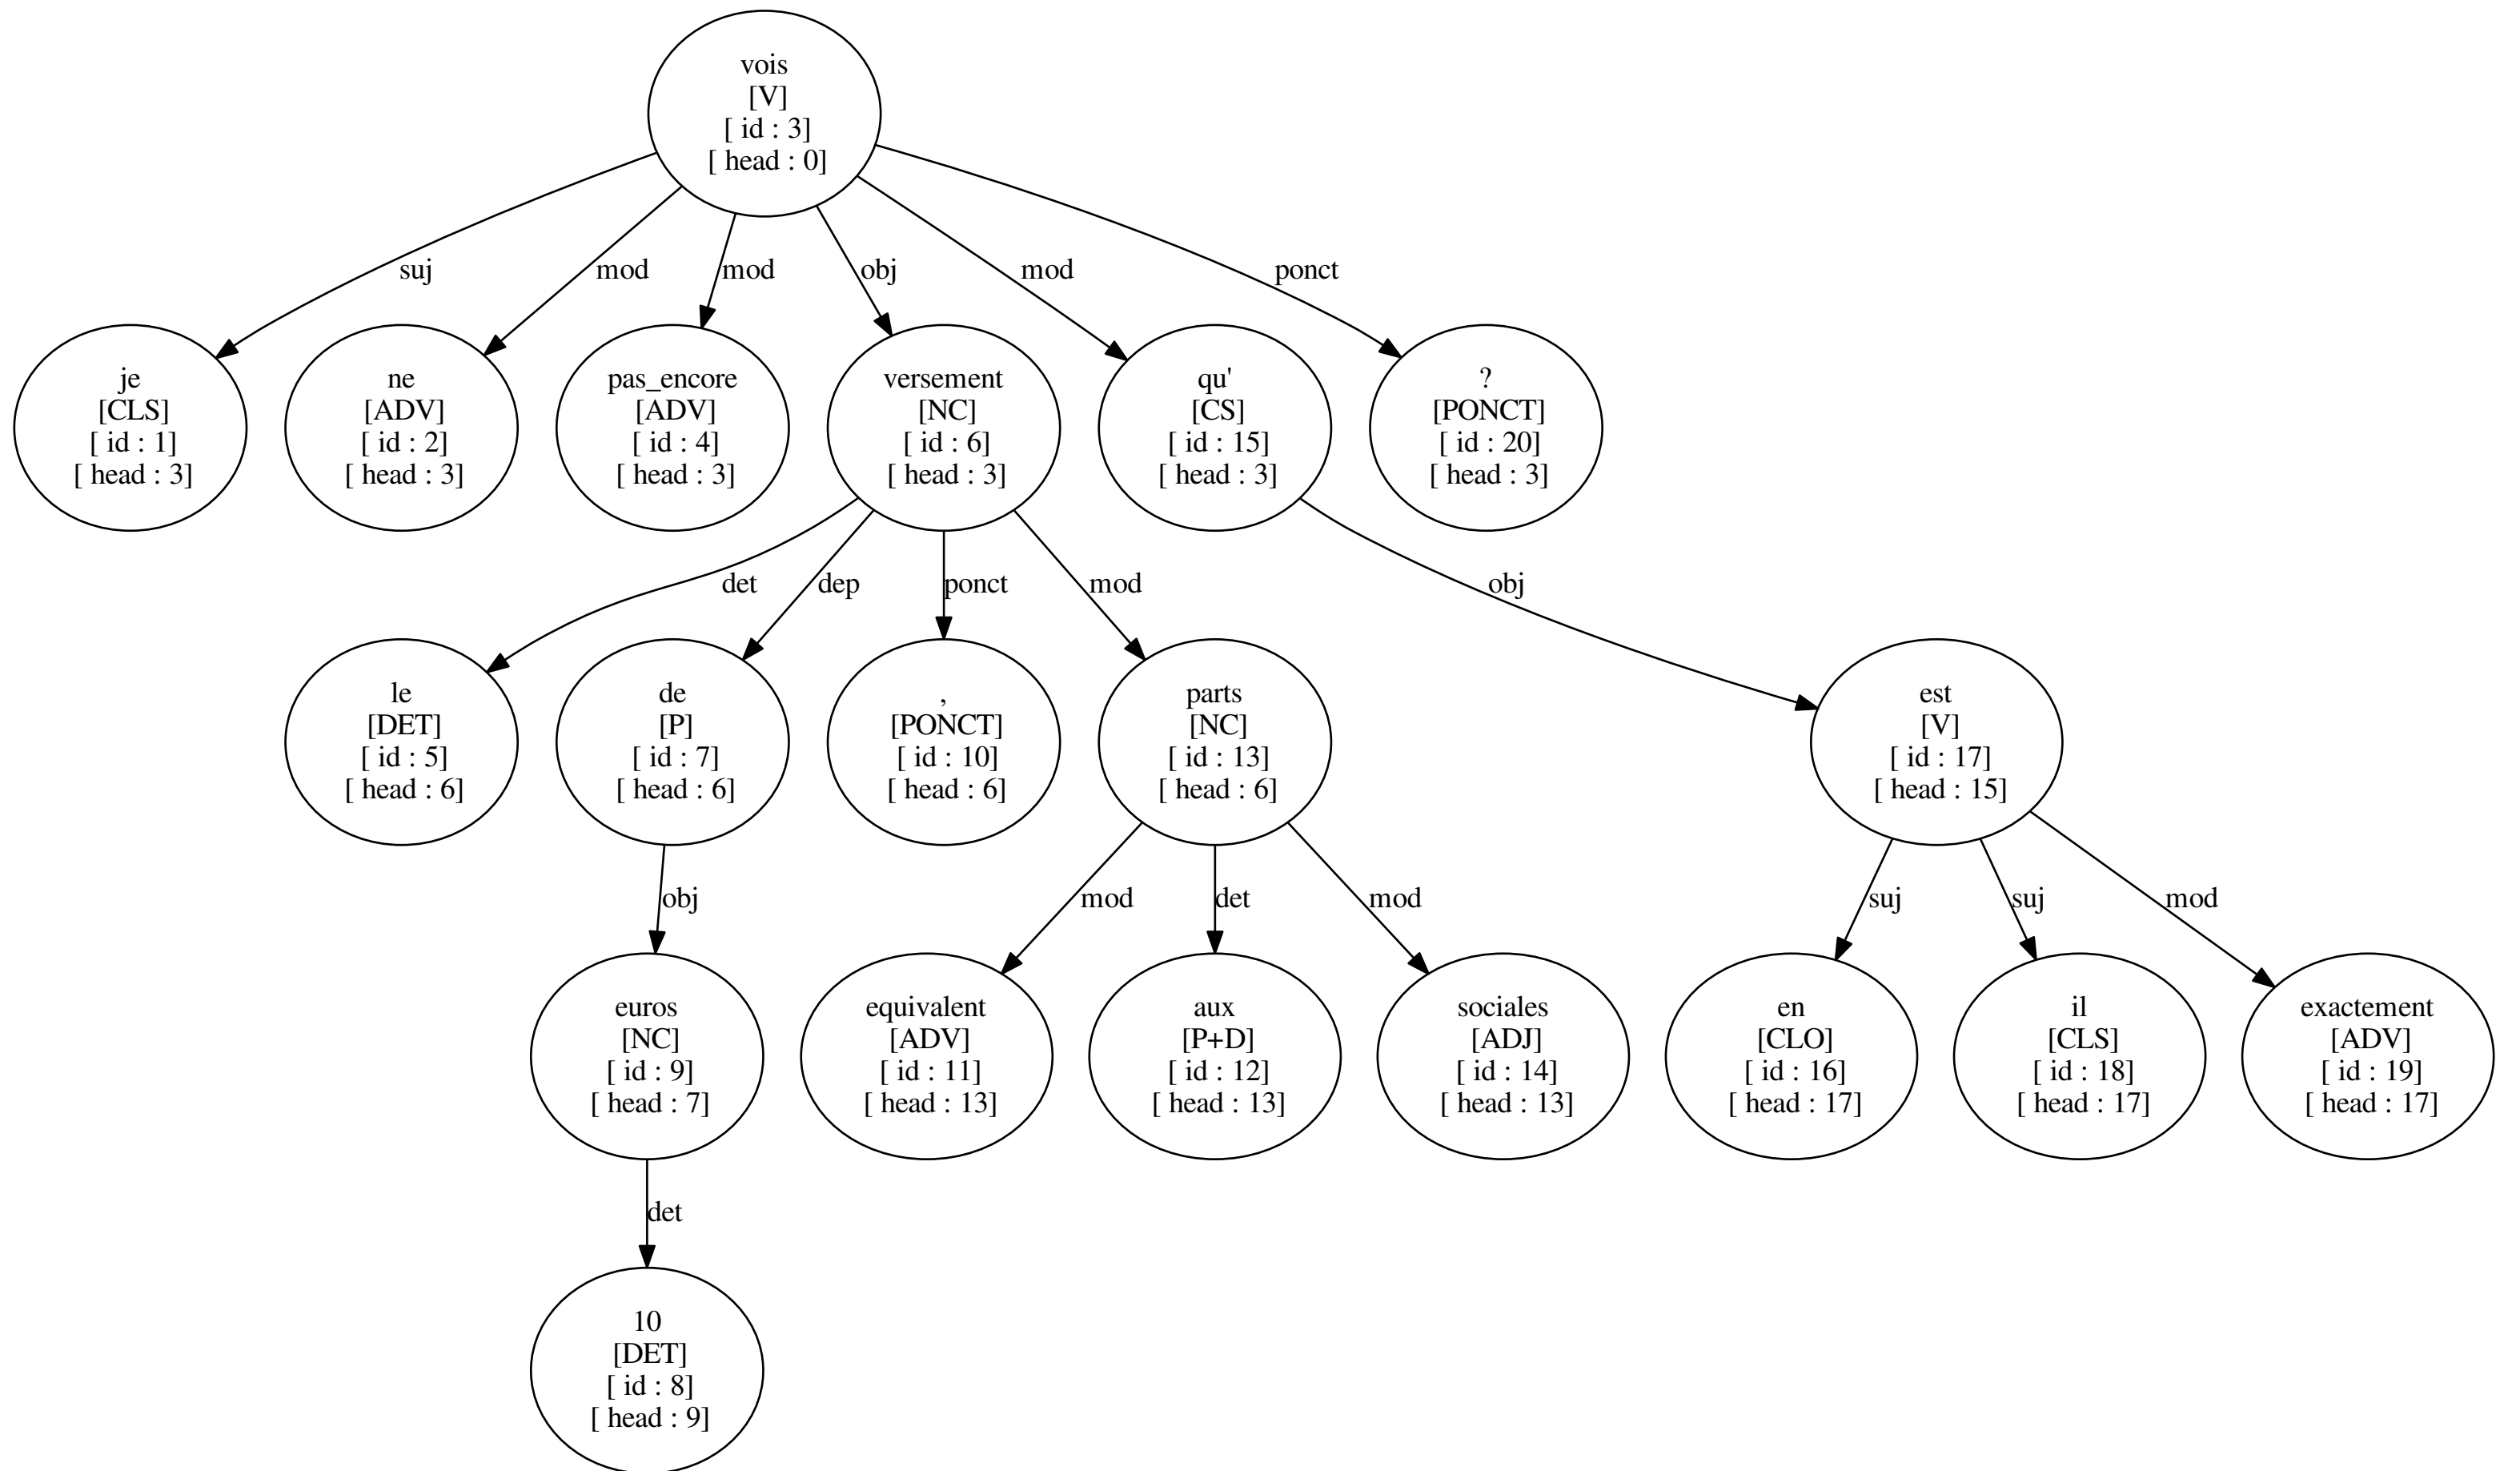 vois
[V]
[ id : 3]
[ head : 0]
suj
mod
mod
obj
mod
ponct
je
[CLS]
[ id : 1]
[ head : 3]
ne
[ADV]
[ id : 2]
[ head : 3]
pas_encore
[ADV]
[ id : 4]
[ head : 3]
versement
[NC]
[ id : 6]
[ head : 3]
qu'
[CS]
[ id : 15]
[ head : 3]
?
[PONCT]
[ id : 20]
[ head : 3]
det
dep
ponct
mod
obj
le
[DET]
[ id : 5]
[ head : 6]
de
[P]
[ id : 7]
[ head : 6]
,
[PONCT]
[ id : 10]
[ head : 6]
parts
[NC]
[ id : 13]
[ head : 6]
est
[V]
[ id : 17]
[ head : 15]
obj
mod
det
mod
suj
suj
mod
euros
[NC]
[ id : 9]
[ head : 7]
equivalent
[ADV]
[ id : 11]
[ head : 13]
aux
[P+D]
[ id : 12]
[ head : 13]
sociales
[ADJ]
[ id : 14]
[ head : 13]
en
[CLO]
[ id : 16]
[ head : 17]
il
[CLS]
[ id : 18]
[ head : 17]
exactement
[ADV]
[ id : 19]
[ head : 17]
det
10
[DET]
[ id : 8]
[ head : 9]